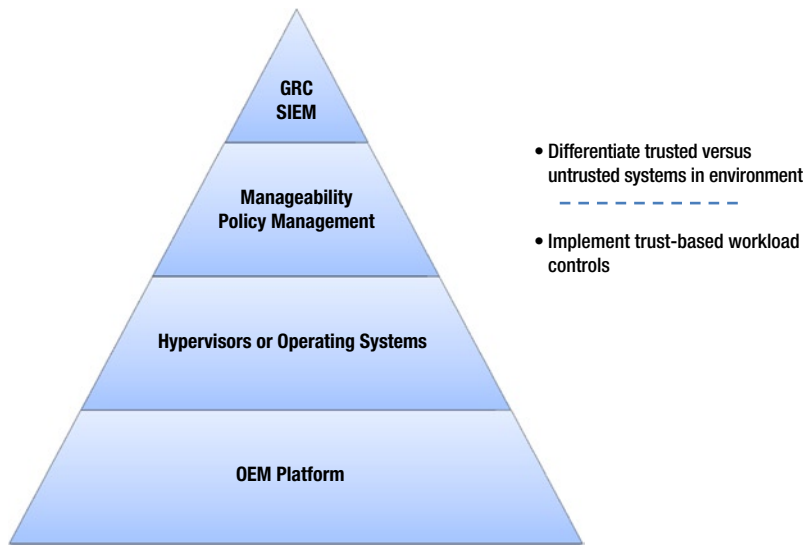 GRC
SIEM
Manageability
Policy Management
Hypervisors or Operating Systems
OEM Platform
• Differentiate trusted versus
untrusted systems in environment
• Implement trust-based workload
controls